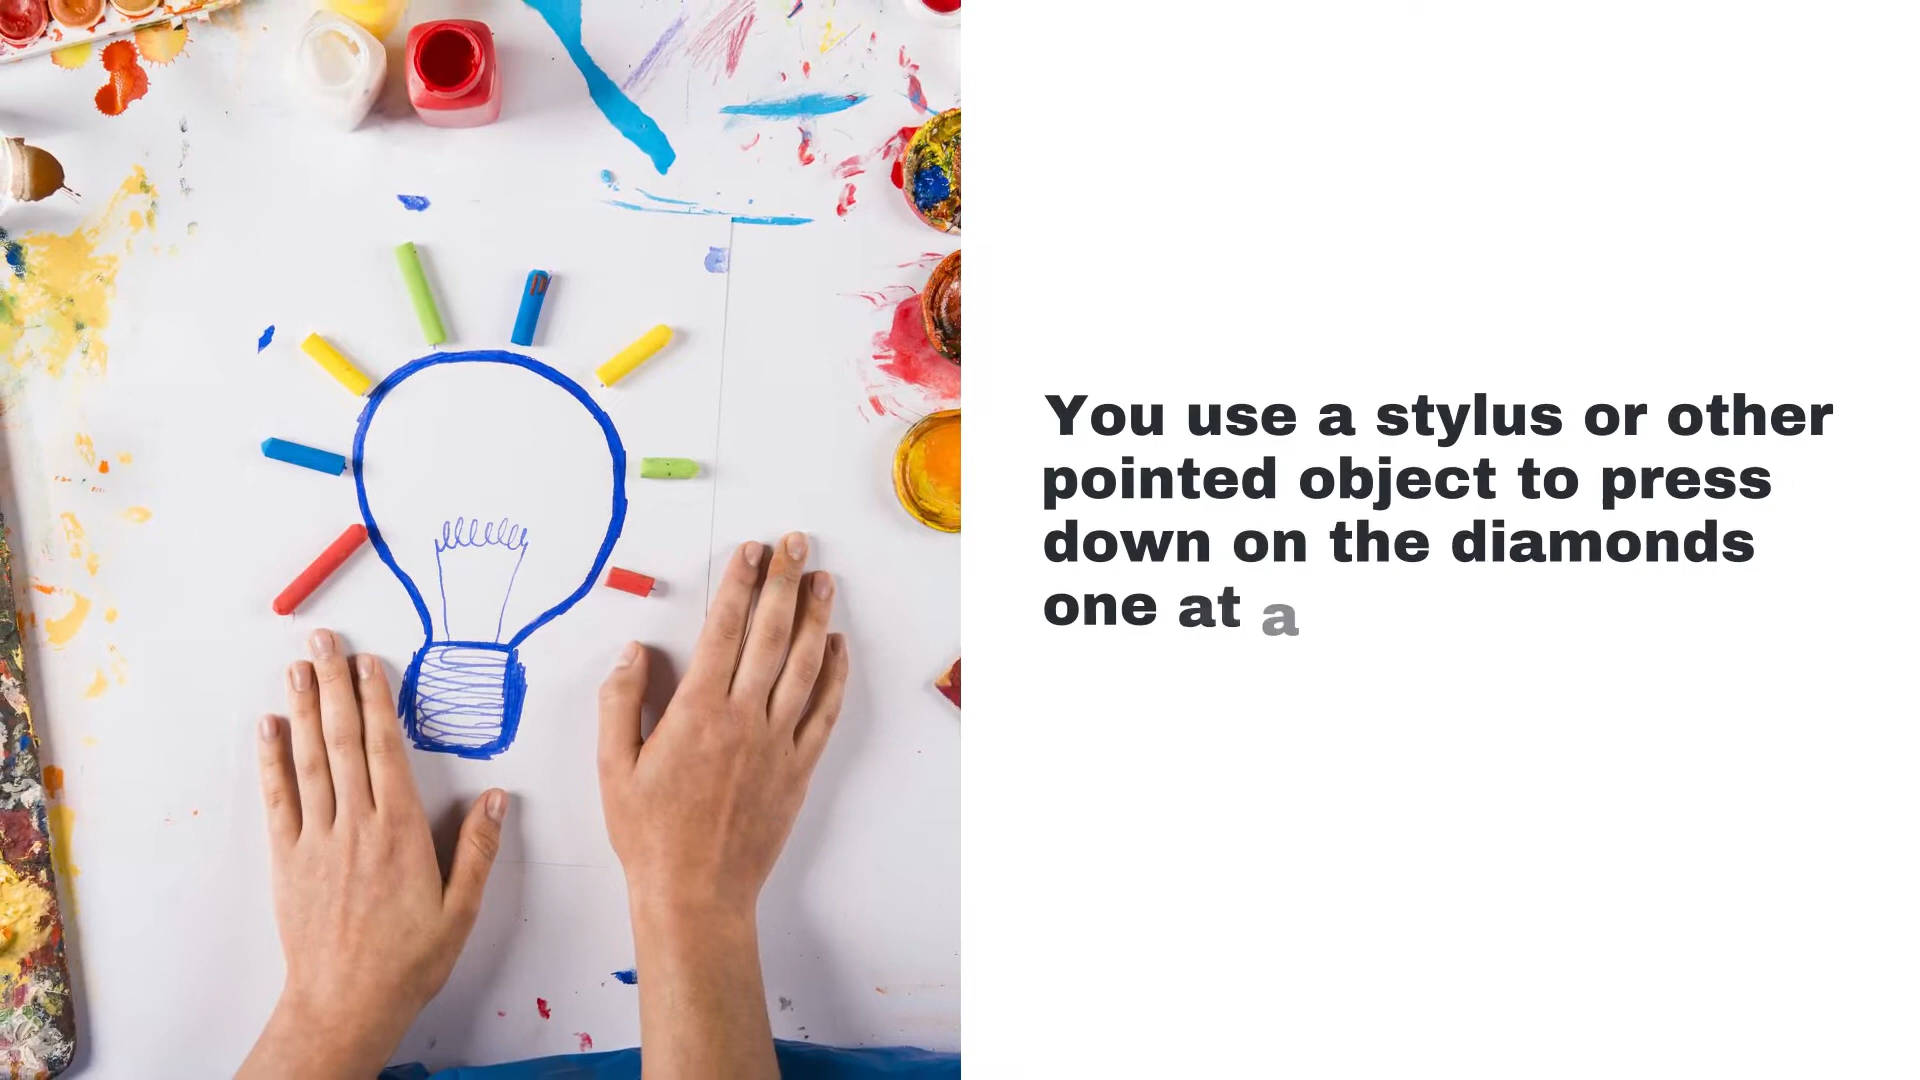 You use a stylus or other
pointed object to press
down on the diamonds
one at a